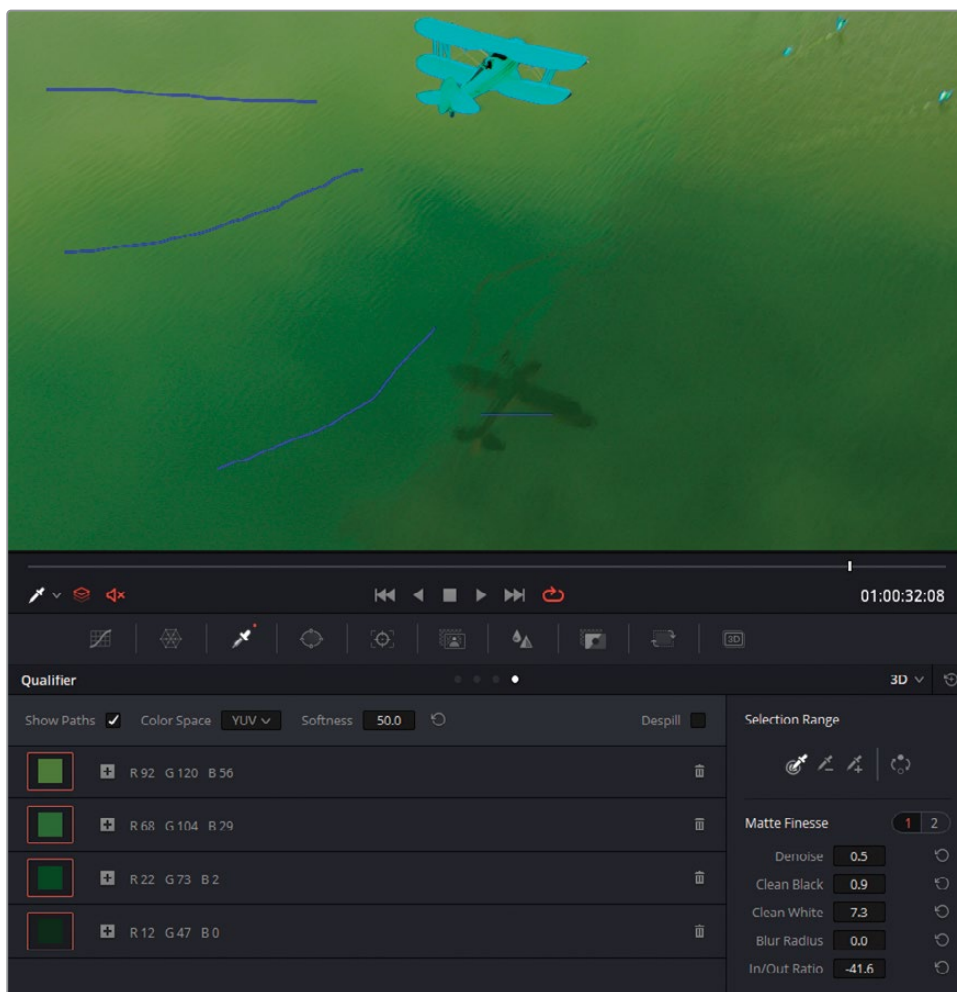 01:00:32:08
3D
Qualifier
3D
Show Paths
Color Space
YUV
Softness
50.0
Despill
Selection Range
R 92 G 120 B 56
R 68 G 104 B 29
Matte Finesse
1
2
Denoise
0.5
R 22 G 73 B 2
Clean Black
0.9
Clean White
7.3
R 12 G 47 B 0
Blur Radius
0.0
In/Out Ratio
-41.6